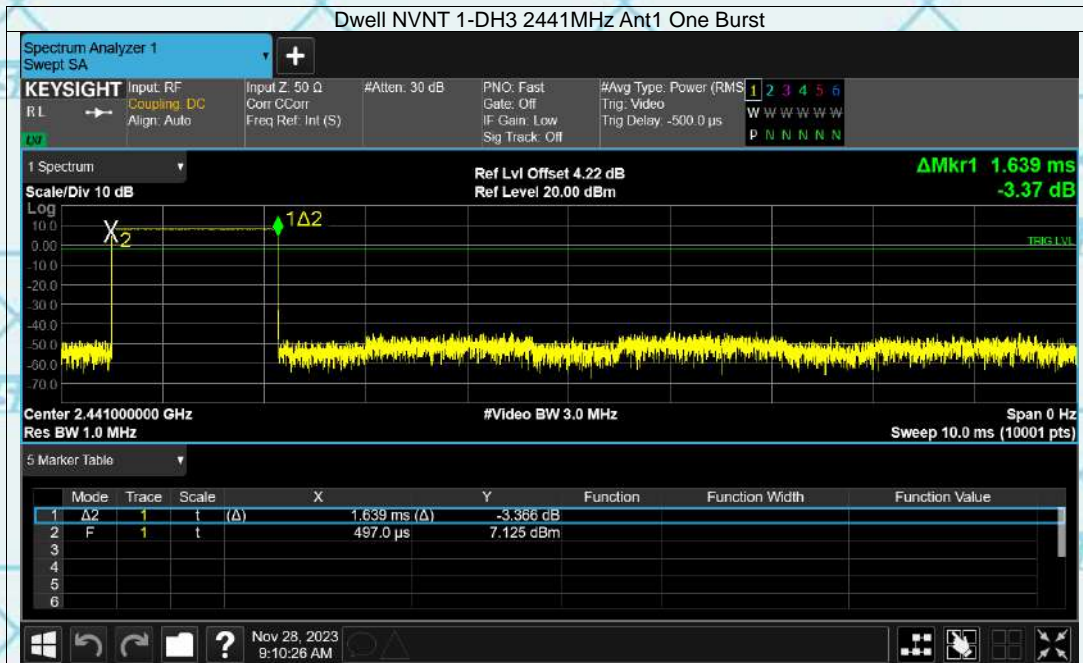 Dwell NVNT 1-DH3 2441MHz Ant1 One Burst
Spectrum Analyzer 1
Swept SA
+
KEYSIGHT
RL
LXI
Input: RF
Coupling: DC
Align: Auto
Input Z: 50 Ω
Corr CCorr
Freq Ref: Int (S)
#Atten: 30 dB
PNO: Fast
Gate: Off
IF Gain: Low
Sig Track: Off
#Avg Type: Power (RMS
Trig: Video
Trig Delay: -500.0 µs
1 2 3 4 5 6
W W W W W W
P N N N N N
1 Spectrum
Scale/Div 10 dB
Ref Lvl Offset 4.22 dB
Ref Level 20.00 dBm
ΔMkr1 1.639 ms
-3.37 dB
Log
10.0
0.00
-10.0
-20.0
-30.0
-40.0
-50.0
-60.0
-70.0
X2
1Δ2
TRIG LVL
Center 2.441000000 GHz
Res BW 1.0 MHz
#Video BW 3.0 MHz
Span 0 Hz
Sweep 10.0 ms (10001 pts)
5 Marker Table
Mode Trace Scale X Y Function Function Width Function Value
1 Δ2 1 t (Δ) 1.639 ms (Δ) -3.366 dB
2 F 1 t 497.0 µs 7.125 dBm
3
4
5
6
?
Nov 28, 2023
9:10:26 AM